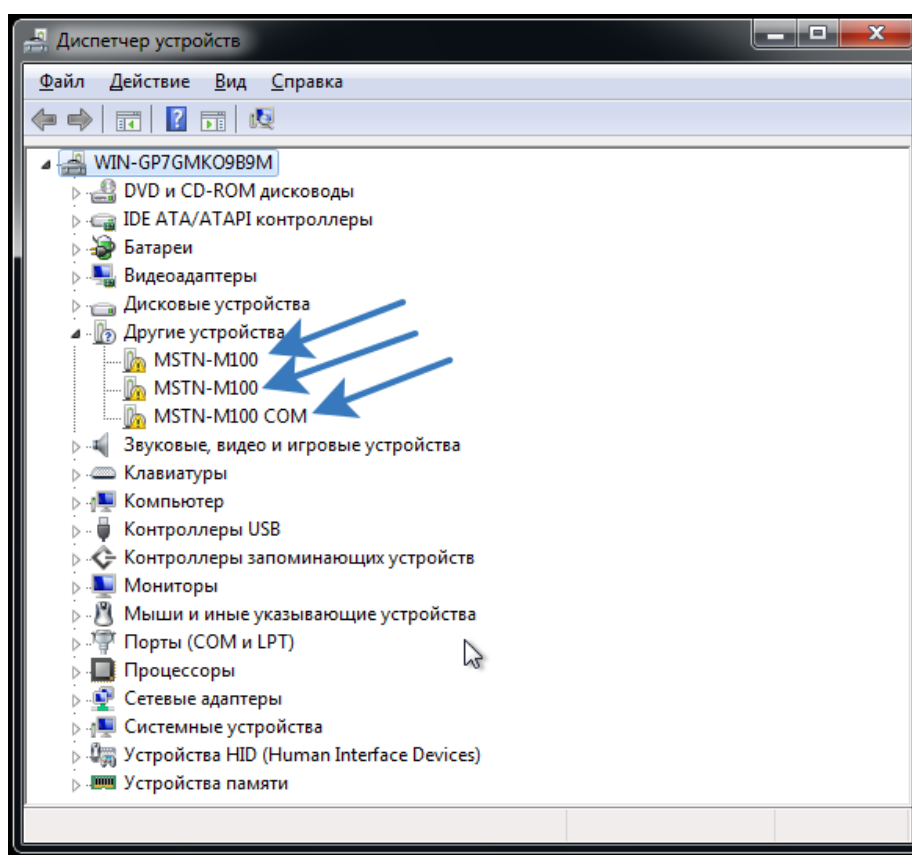 Диспетчер устройств
Файл Действие Вид Справка
WIN-GP7GMKO9B9M
DVD и CD-ROM дисководы
IDE ATA/ATAPI контроллеры
Батареи
Видеоадаптеры
Дисковые устройства
Другие устройства
MSTN-M100
MSTN-M100
MSTN-M100 COM
Звуковые, видео и игровые устройства
Клавиатуры
Компьютер
Контроллеры USB
Контроллеры запоминающих устройств
Мониторы
Мыши и иные указывающие устройства
Порты (COM и LPT)
Процессоры
Сетевые адаптеры
Системные устройства
Устройства HID (Human Interface Devices)
Устройства памяти